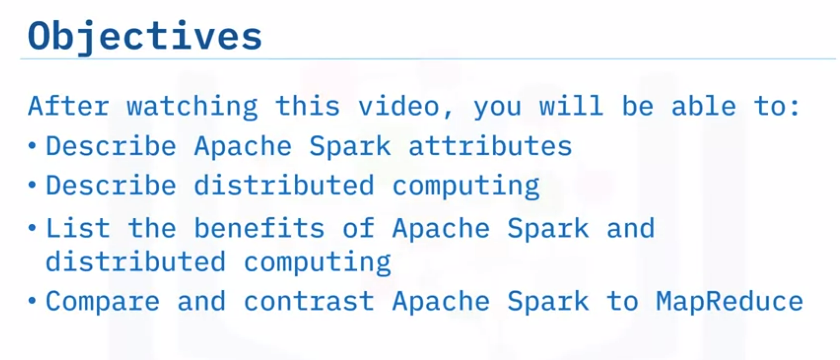 Objectives
After watching this video, you will be able to:
• Describe Apache Spark attributes
• Describe distributed computing
• List the benefits of Apache Spark and
distributed computing
• Compare and contrast Apache Spark to MapReduce